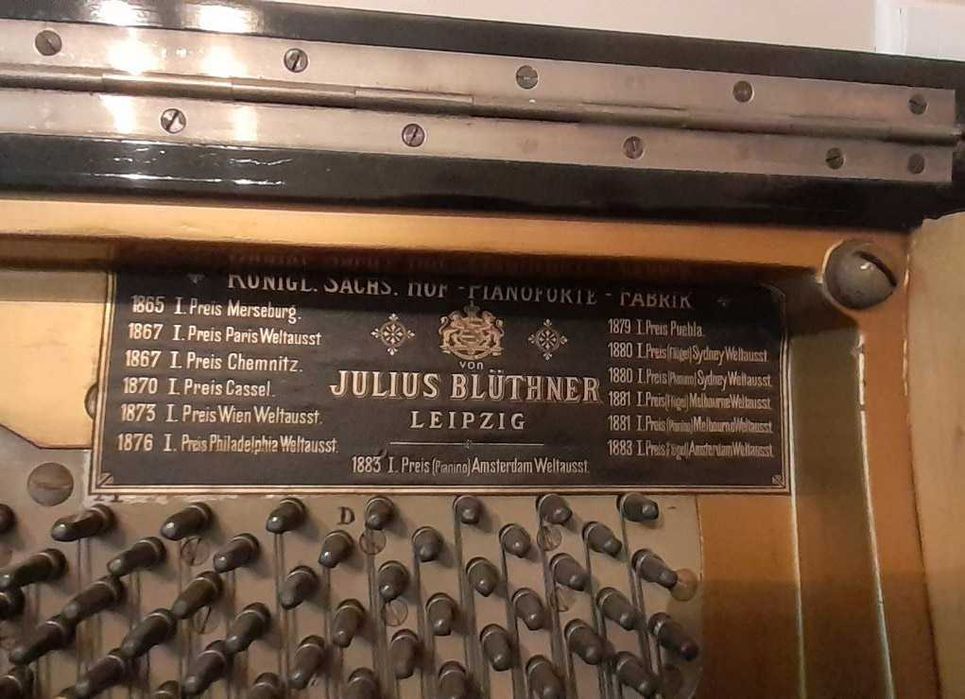 KÖNIGL. SÄCHS. HOF-PIANOFORTE-FABRIK
1865 I. Preis Merseburg.
1867 I. Preis Paris Weltausst
1867 I. Preis Chemnitz.
1870 I. Preis Cassel.
1873 I. Preis Wien Weltausst.
1876 I. Preis Philadelphia Weltausst.
von
JULIUS BLÜTHNER
LEIPZIG
1879 I. Preis Puebla.
1880 I. Preis (Flügel) Sydney Weltausst.
1880 I. Preis (Pianino) Sydney Weltausst.
1881 I. Preis (Flügel) Melbourne Weltausst.
1881 I. Preis (Pianino) Melbourne Weltausst.
1883 I. Preis (Flügel) Amsterdam Weltausst.
1883 I. Preis (Pianino) Amsterdam Weltausst.
D